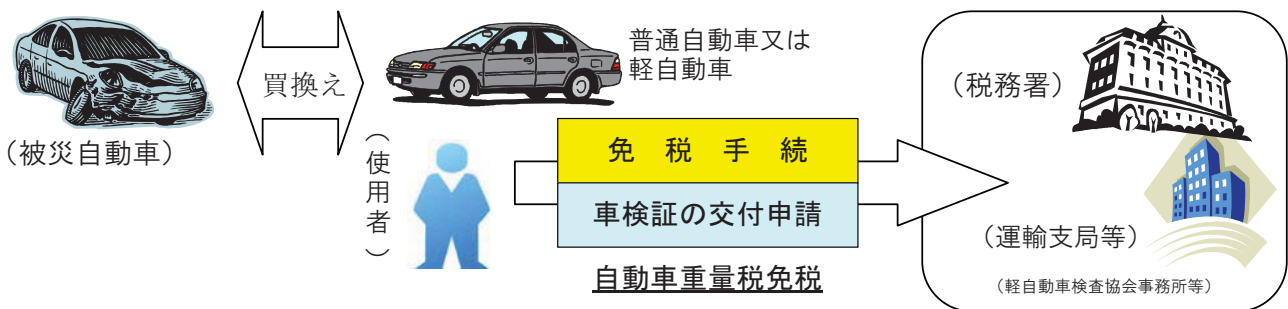 (被災自動車)
買換え
普通自動車又は
軽自動車
(使用者)
免税手続
車検証の交付申請
自動車重量税免税
(税務署)
(運輸支局等)
(軽自動車検査協会事務所等)